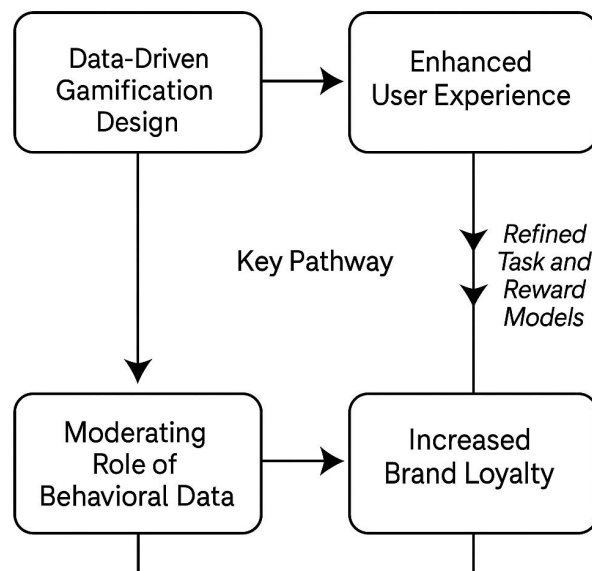 Data-Driven
Gamification
Design
Enhanced
User Experience
Key Pathway
Refined
Task and
Reward
Models
Moderating
Role of
Behavioral Data
Increased
Brand Loyalty